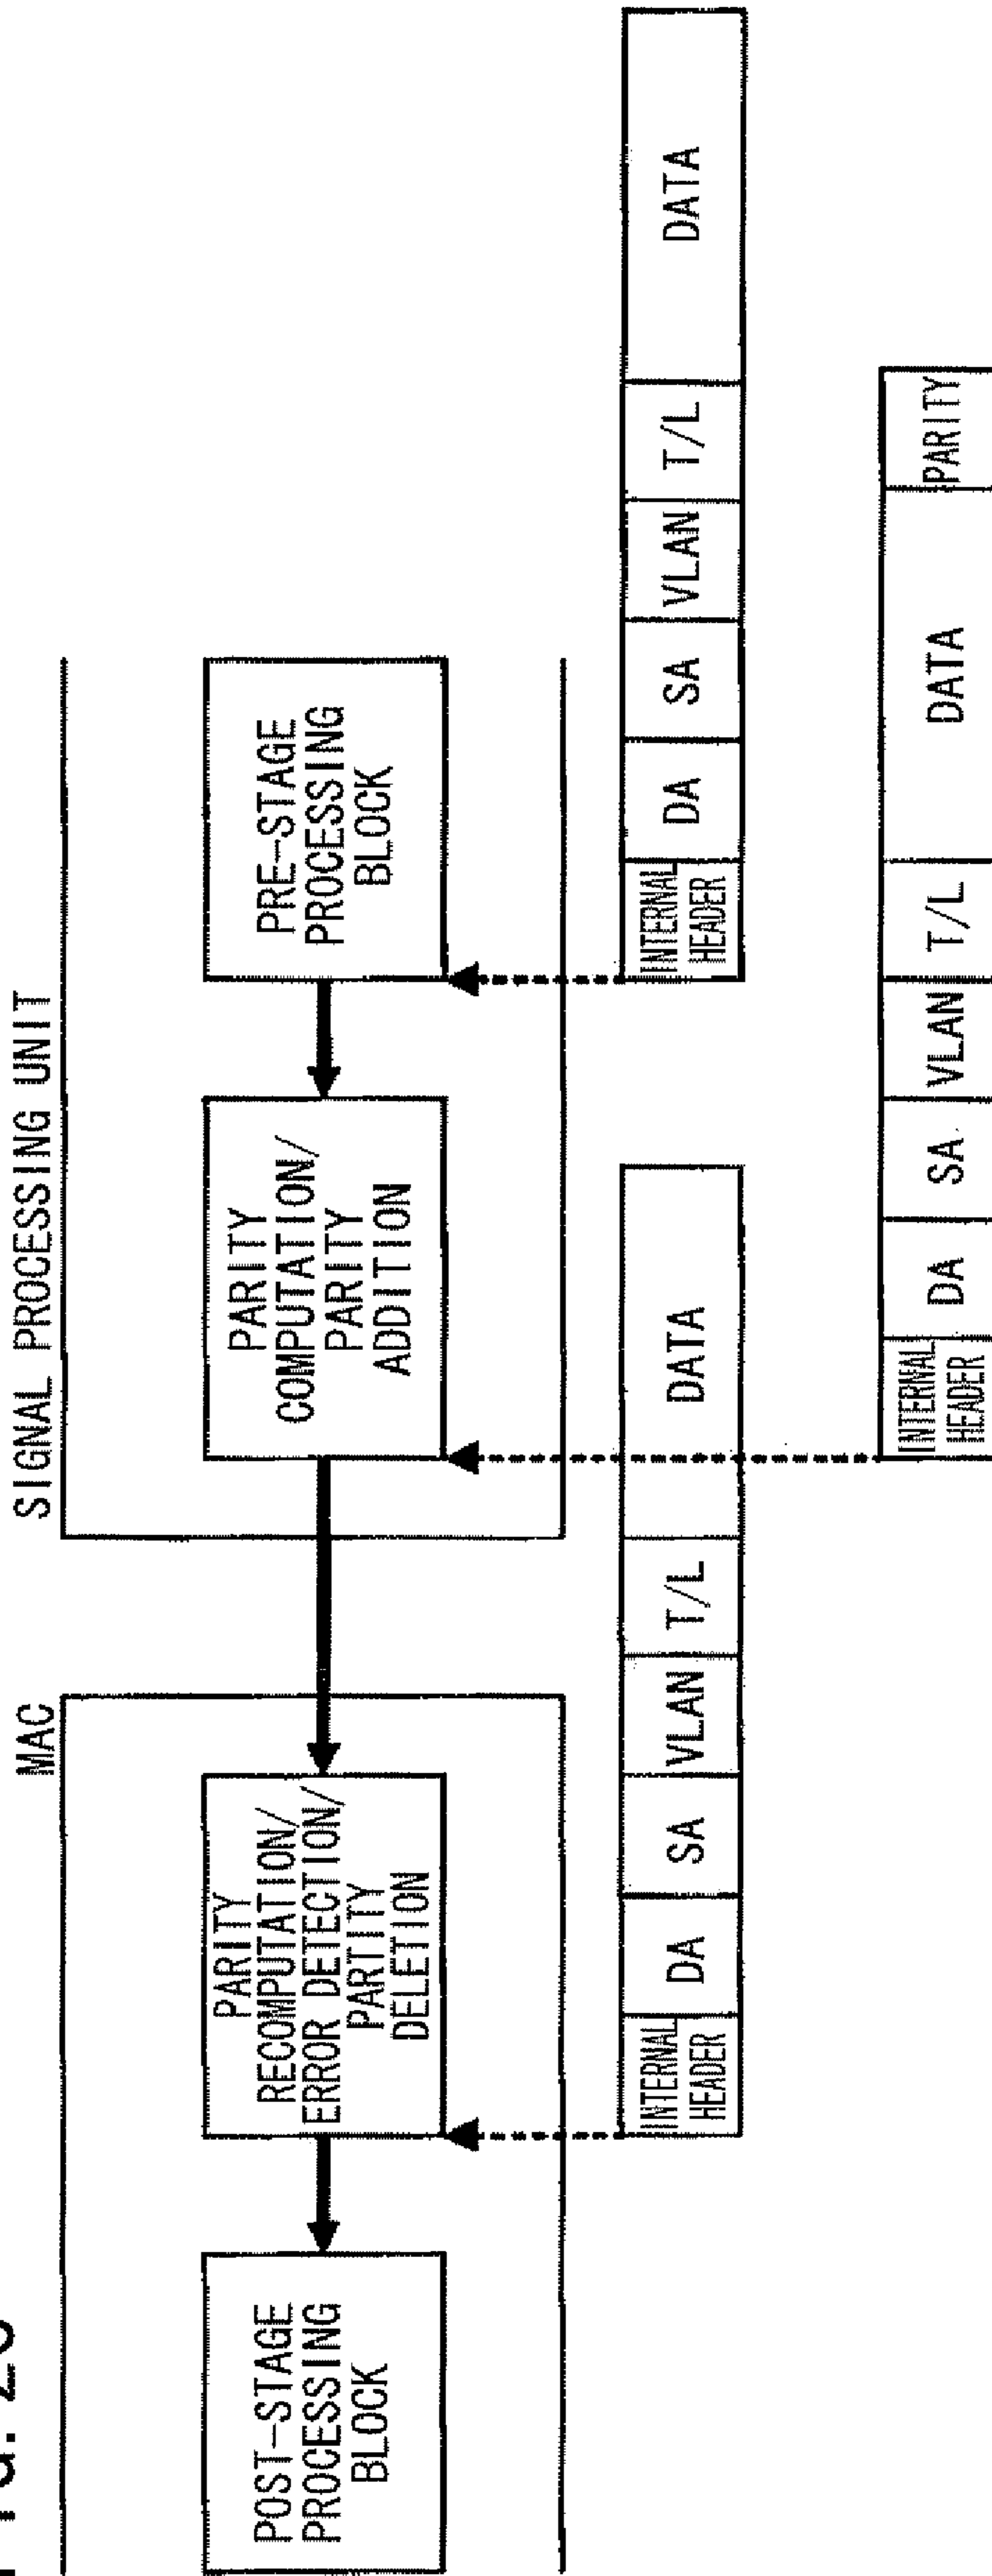 MAC
SIGNAL PROCESSING UNIT
POST-STAGE
PROCESSING
BLOCK
PARITY
RECOMPUTATION/
ERROR DETECTION/
PARTITY
DELETION
PARITY
COMPUTATION/
PARITY
ADDITION
PRE-STAGE
PROCESSING
BLOCK
INTERNAL
HEADER
DA
SA
VLAN
T/L
DATA
INTERNAL
HEADER
DA
SA
VLAN
T/L
DATA
INTERNAL
HEADER
DA
SA
VLAN
T/L
DATA
PARITY